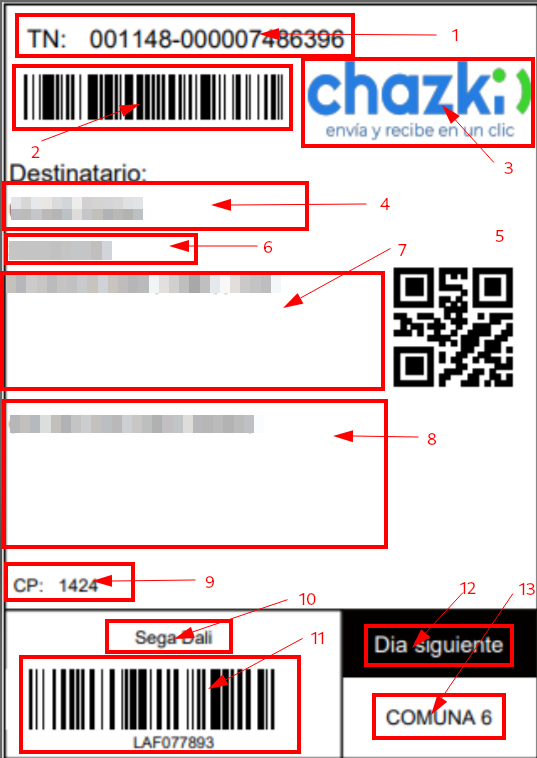 TN: 001148-000007486396
1
chazki
envía y recibe en un clic
2
3
Destinatario:
4
5
6
7
8
CP: 1424
9
10
12
13
Sega Dali
11
Dia siguiente
COMUNA 6
LAF077893